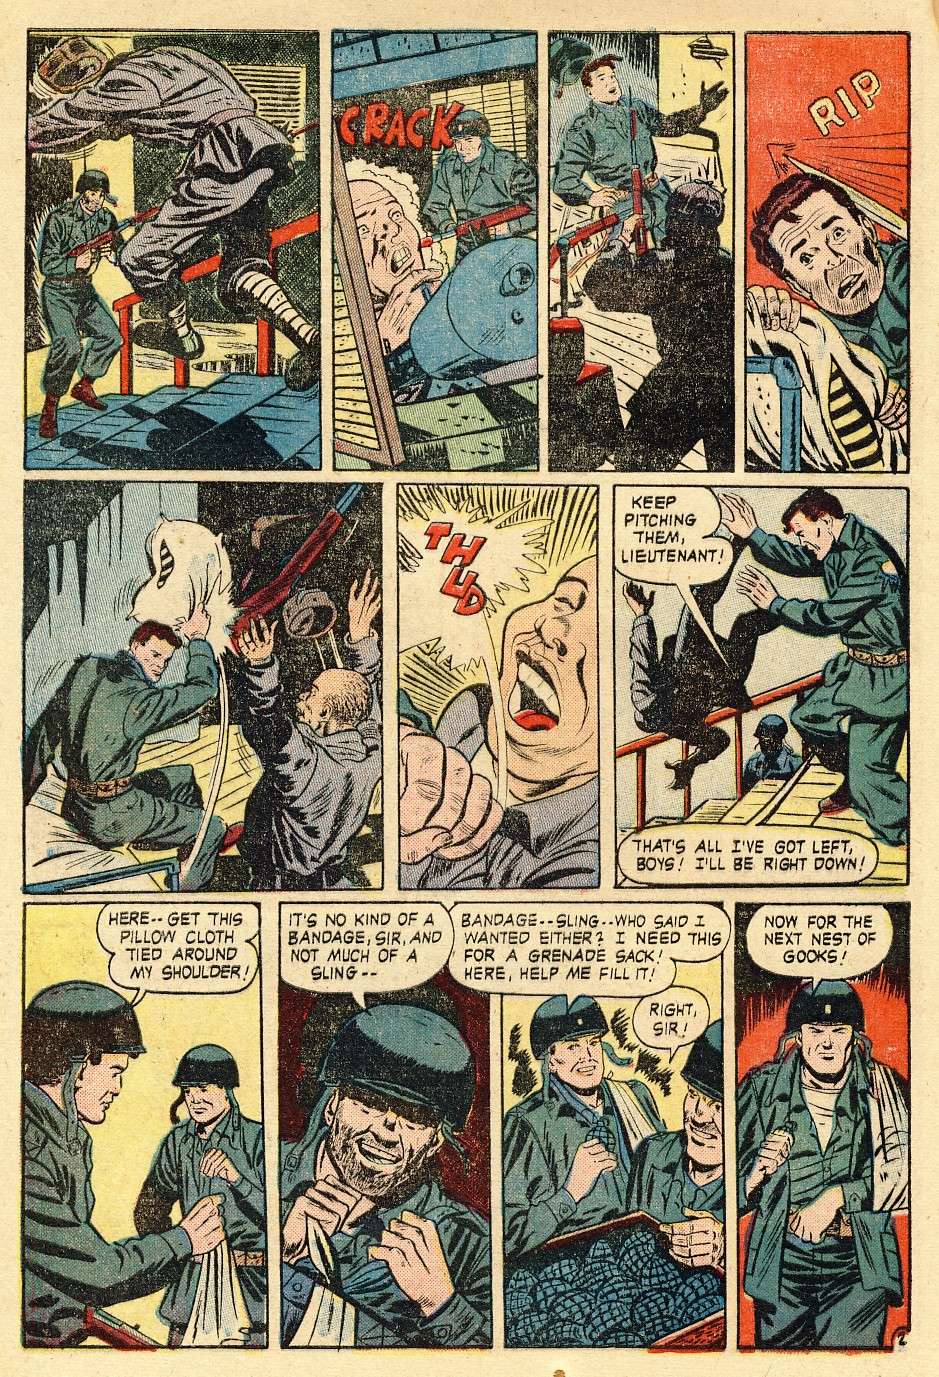 CRACK
RIP
THUD
KEEP
PITCHING
THEM,
LIEUTENANT!
THAT'S ALL I'VE GOT LEFT,
BOYS! I'LL BE RIGHT DOWN!
HERE--GET THIS
PILLOW CLOTH
TIED AROUND
MY SHOULDER!
IT'S NO KIND OF A
BANDAGE, SIR, AND
NOT MUCH OF A
SLING--
BANDAGE--SLING--WHO SAID I
WANTED EITHER? I NEED THIS
FOR A GRENADE SACK!
HERE, HELP ME FILL IT!
RIGHT,
SIR!
NOW FOR THE
NEXT NEST OF
GOOKS!
2